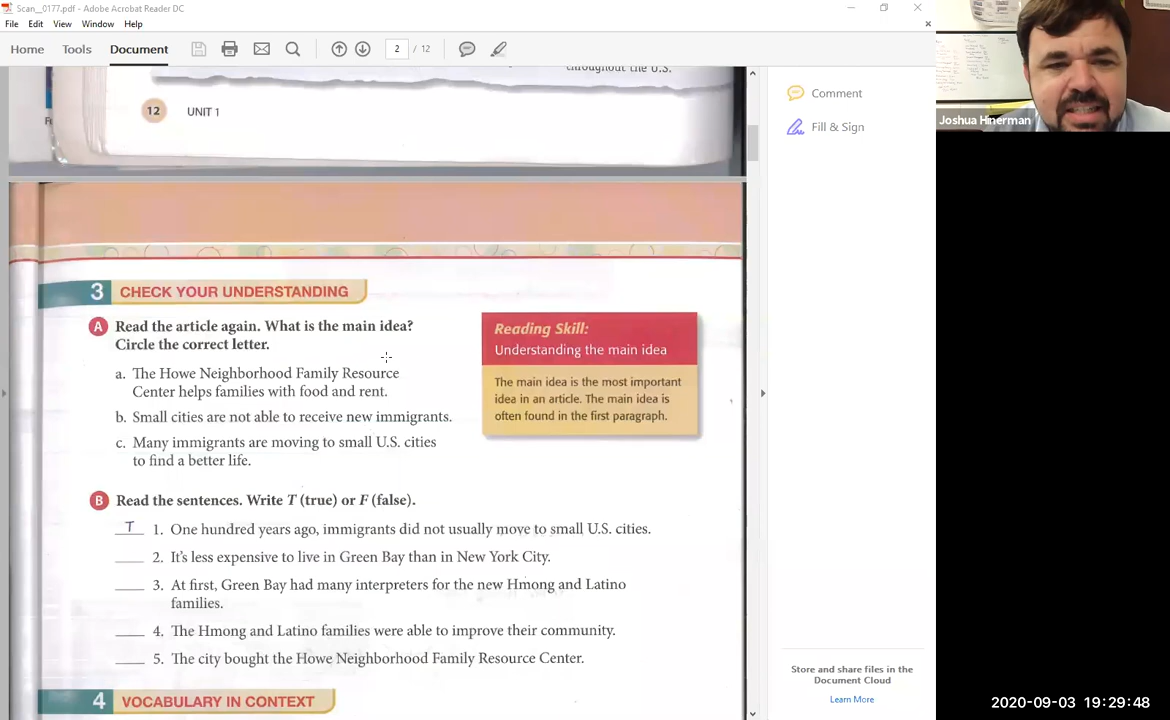 Scan__0177.pdf - Adobe Acrobat Reader DC
File Edit View Window Help
Home Tools Document 2 / 12
throughout the U.S.
12 UNIT 1
Comment
Fill & Sign
Joshua Hinerman
3 CHECK YOUR UNDERSTANDING
A Read the article again. What is the main idea?
Circle the correct letter.
a. The Howe Neighborhood Family Resource
Center helps families with food and rent.
b. Small cities are not able to receive new immigrants.
c. Many immigrants are moving to small U.S. cities
to find a better life.
Reading Skill:
Understanding the main idea
The main idea is the most important
idea in an article. The main idea is
often found in the first paragraph.
B Read the sentences. Write T (true) or F (false).
T 1. One hundred years ago, immigrants did not usually move to small U.S. cities.
2. It's less expensive to live in Green Bay than in New York City.
3. At first, Green Bay had many interpreters for the new Hmong and Latino
families.
4. The Hmong and Latino families were able to improve their community.
5. The city bought the Howe Neighborhood Family Resource Center.
4 VOCABULARY IN CONTEXT
Store and share files in the
Document Cloud
Learn More
2020-09-03 19:29:48